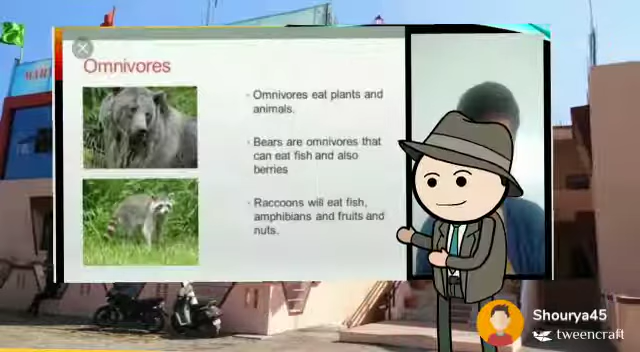 Omnivores
Omnivores eat plants and
animals.
Bears are omnivores that
can eat fish and also
berries
Raccoons will eat fish,
amphibians and fruits and
nuts.
Shourya45
tweencraft